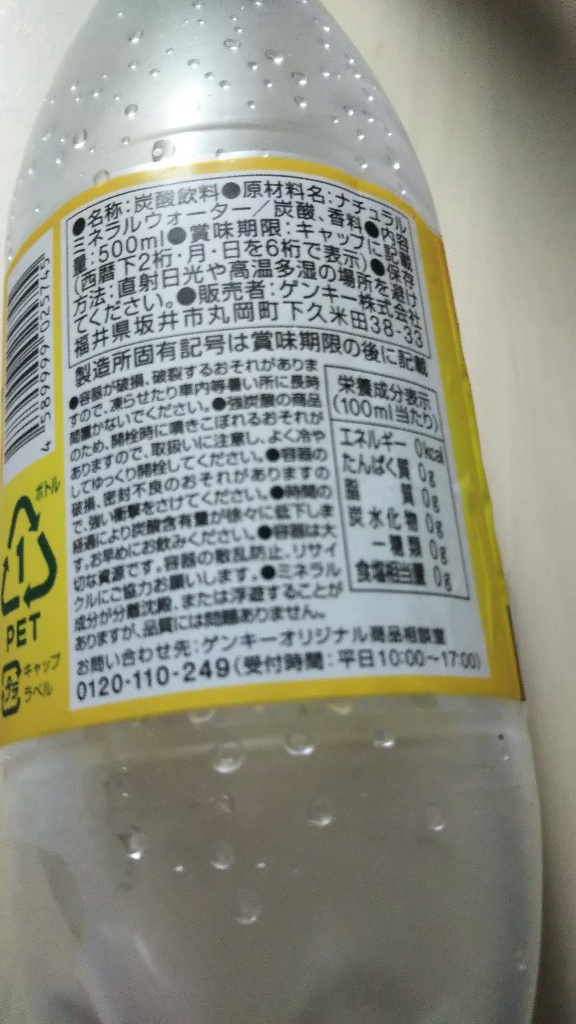 ●名称:炭酸飲料●原材料名:ナチュラル
ミネラルウォーター/炭酸、香料●内容
量:500ml●賞味期限:キャップに記載
(西暦下2桁・月・日を6桁で表示)●保存
方法:直射日光や高温多湿の場所を避け
てください。●販売者:ゲンキー株式会社
福井県坂井市丸岡町下久米田38-33
製造所固有記号は賞味期限の後に記載
●容器が破損、破裂するおそれがありま
すので、凍らせたり車内等暑い所に長時
間置かないでください。●強炭酸の商品
のため、開栓時に噴きこぼれるおそれが
ありますので、取扱いに注意し、よく冷や
してゆっくり開栓してください。●容器の
破損、密封不良のおそれがありますの
で、強い衝撃をさけてください。●時間の
経過により炭酸含有量が徐々に低下しま
す。お早めにお飲みください。●容器は大
切な資源です。容器の散乱防止、リサイ
クルにご協力お願いします。●ミネラル
成分が分離沈殿、または浮遊することが
ありますが、品質には問題ありません。
栄養成分表示
(100ml当たり)
エネルギー 0kcal
たんぱく質 0g
脂質 0g
炭水化物 0g
一糖類 0g
食塩相当量 0g
お問い合わせ先:ゲンキーオリジナル商品相談室
0120-110-249(受付時間:平日10:00~17:00)
ボトル
1
PET
プラ
キャップ
ラベル